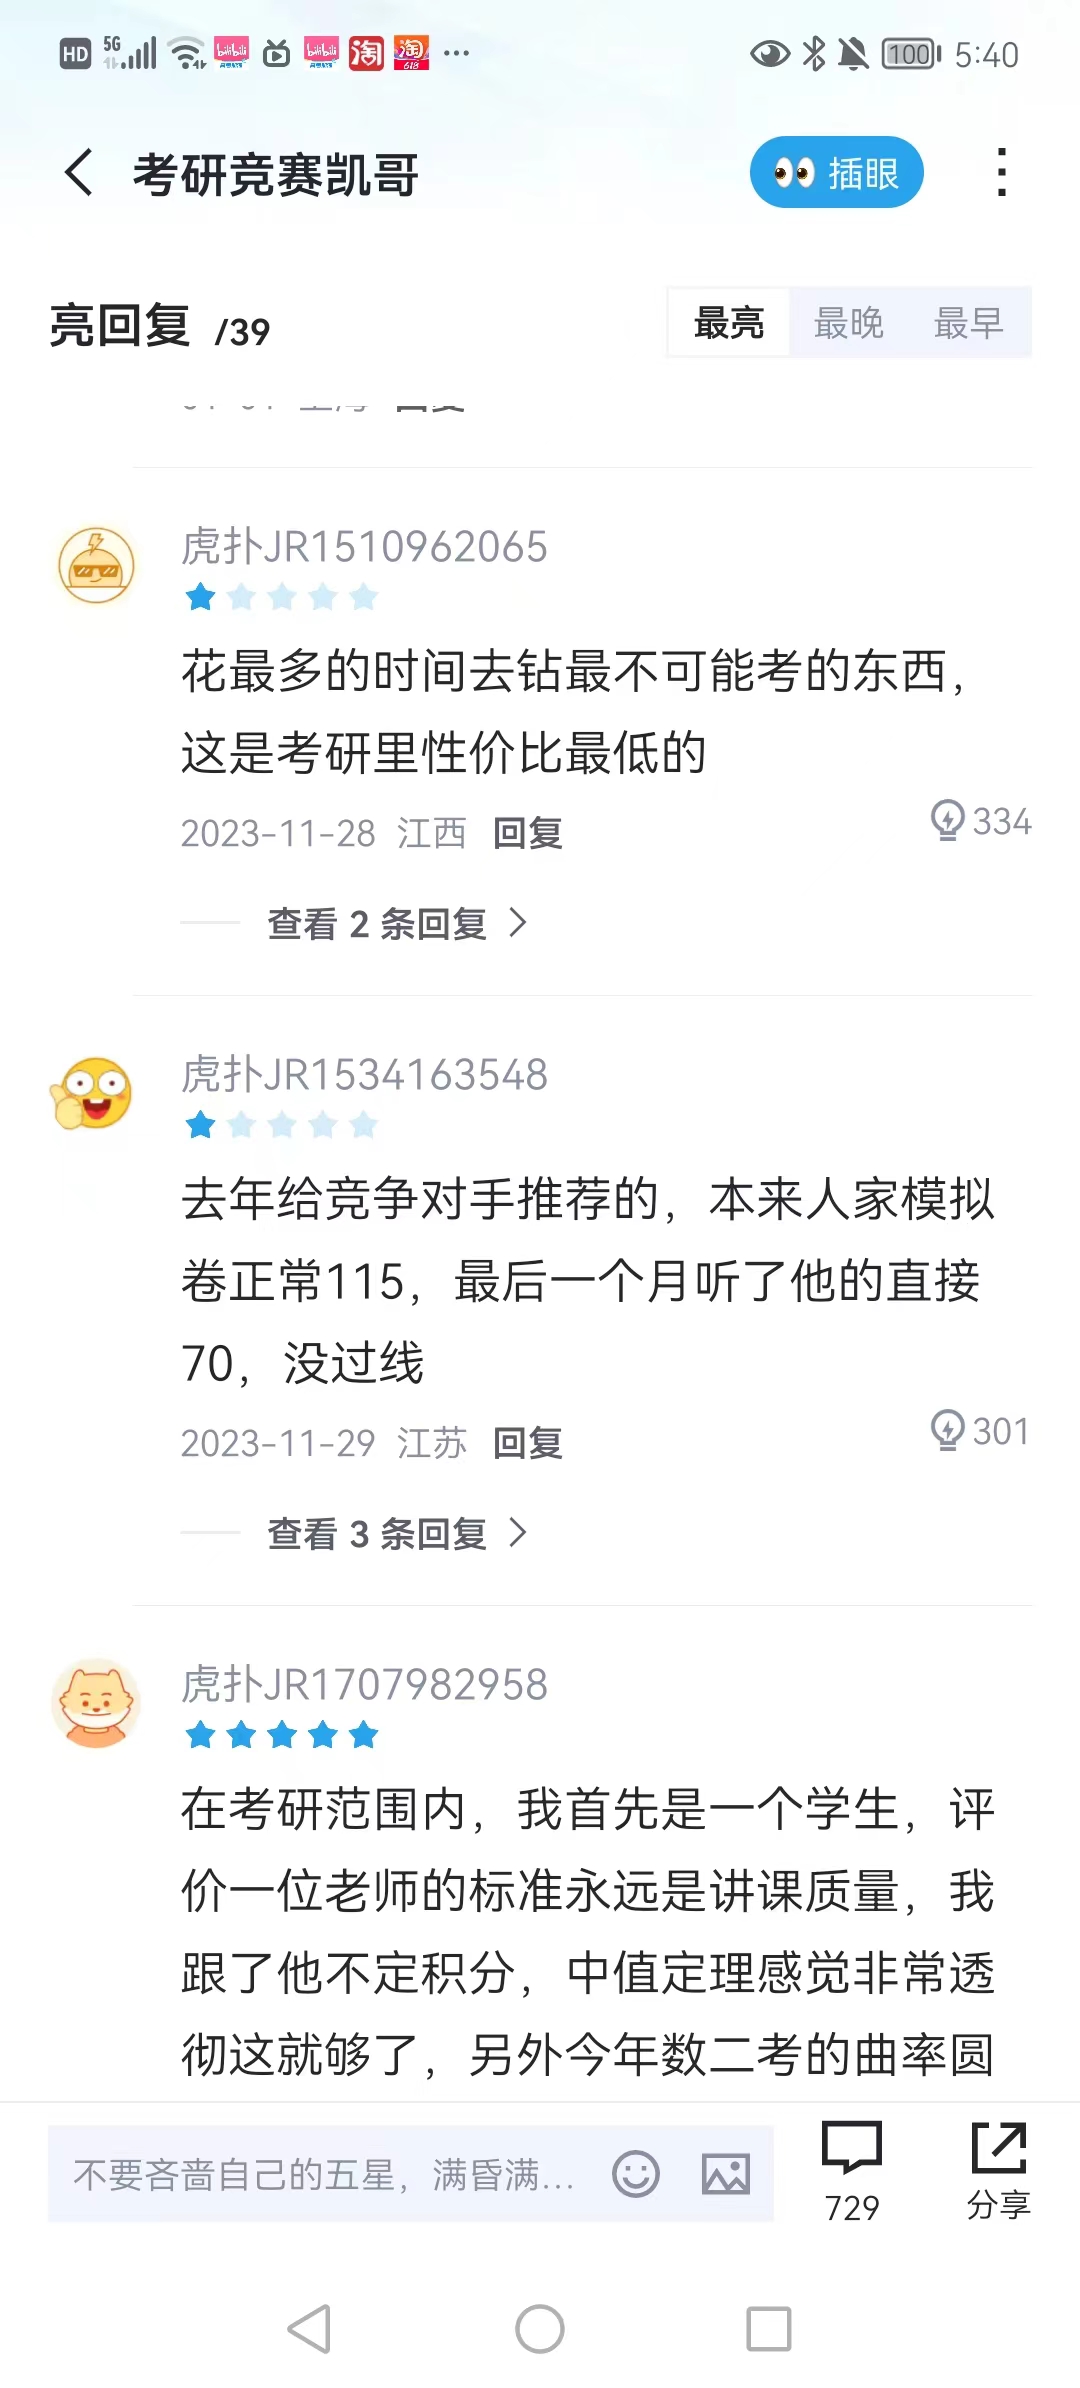 HD 5G bilibili bilibili 淘 淘 618 ... 100 5:40
考研竞赛凯哥
插眼
亮回复 /39
最亮 最晚 最早
虎扑JR1510962065
花最多的时间去钻最不可能考的东西，
这是考研里性价比最低的
2023-11-28 江西 回复
334
查看 2 条回复
虎扑JR1534163548
去年给竞争对手推荐的，本来人家模拟
卷正常115，最后一个月听了他的直接
70，没过线
2023-11-29 江苏 回复
301
查看 3 条回复
虎扑JR1707982958
在考研范围内，我首先是一个学生，评
价一位老师的标准永远是讲课质量，我
跟了他不定积分，中值定理感觉非常透
彻这就够了，另外今年数二考的曲率圆
不要吝啬自己的五星，满昏满...
729
分享